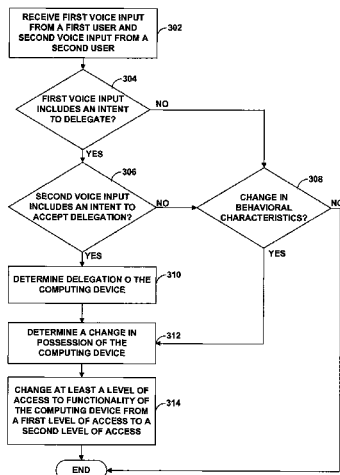 RECEIVE FIRST VOICE INPUT
FROM A FIRST USER AND
SECOND VOICE INPUT FROM A
SECOND USER
302
304
FIRST VOICE INPUT
INCLUDES AN INTENT
TO DELEGATE?
NO
YES
306
308
SECOND VOICE INPUT
INCLUDES AN INTENT TO
ACCEPT DELEGATION?
NO
CHANGE IN
BEHAVIORAL
CHARACTERISTICS?
NO
YES
YES
DETERMINE DELEGATION O THE
COMPUTING DEVICE
310
DETERMINE A CHANGE IN
POSSESSION OF THE
COMPUTING DEVICE
312
CHANGE AT LEAST A LEVEL OF
ACCESS TO FUNCTIONALITY OF
THE COMPUTING DEVICE FROM
A FIRST LEVEL OF ACCESS TO A
SECOND LEVEL OF ACCESS
314
END